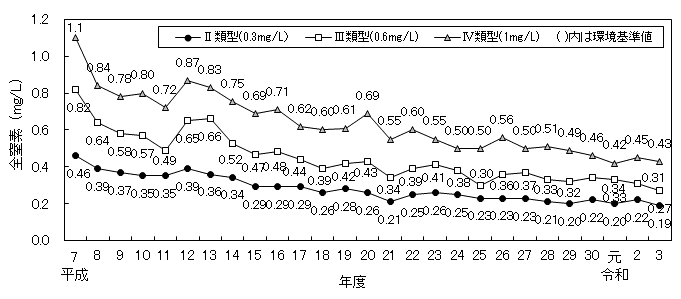 1.2
1.0
0.8
0.6
0.4
0.2
0.0
全窒素（mg/L）
Ⅱ類型(0.3mg/L) Ⅲ類型(0.6mg/L) Ⅳ類型(1mg/L) ( )内は環境基準値
1.1 0.84 0.78 0.80 0.72 0.87 0.83 0.75 0.69 0.71 0.62 0.60 0.61 0.69 0.55 0.60 0.55 0.50 0.50 0.56 0.50 0.51 0.49 0.46 0.42 0.45 0.43
0.82 0.64 0.58 0.57 0.49 0.65 0.66 0.52 0.47 0.48 0.44 0.39 0.42 0.43 0.34 0.39 0.41 0.38 0.30 0.36 0.37 0.33 0.32 0.34 0.33 0.31 0.27
0.46 0.39 0.37 0.35 0.35 0.39 0.36 0.34 0.29 0.29 0.29 0.26 0.28 0.26 0.21 0.25 0.26 0.25 0.23 0.23 0.23 0.21 0.20 0.22 0.20 0.22 0.19
7 8 9 10 11 12 13 14 15 16 17 18 19 20 21 22 23 24 25 26 27 28 29 30 元 2 3
平成 令和
年度